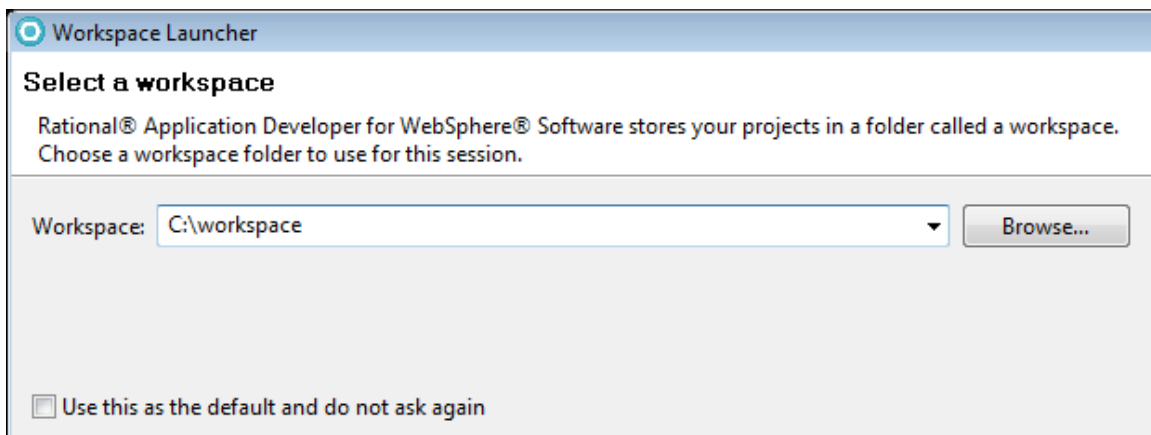 Workspace Launcher
Select a workspace
Rational® Application Developer for WebSphere® Software stores your projects in a folder called a workspace.
Choose a workspace folder to use for this session.
Workspace: C:\workspace Browse...
Use this as the default and do not ask again